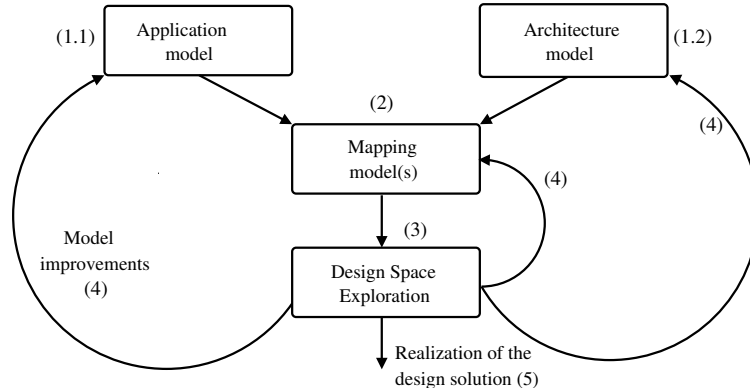 (1.1)
Application
model
Architecture
model
(1.2)
(2)
(4)
Mapping
model(s)
(4)
(3)
Model
improvements
(4)
Design Space
Exploration
Realization of the
design solution (5)